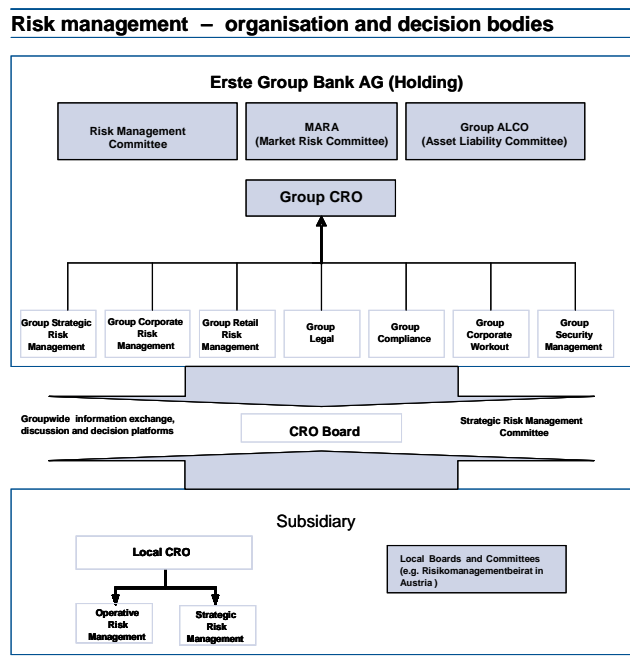 Risk management – organisation and decision bodies
Erste Group Bank AG (Holding)
Risk Management
Committee
MARA
(Market Risk Committee)
Group ALCO
(Asset Liability Committee)
Group CRO
Group Strategic
Risk
Management
Group Corporate
Risk
Management
Group Retail
Risk
Management
Group
Legal
Group
Compliance
Group
Corporate
Workout
Group
Security
Management
Groupwide information exchange,
discussion and decision platforms
CRO Board
Strategic Risk Management
Committee
Subsidiary
Local CRO
Operative
Risk
Management
Strategic
Risk
Management
Local Boards and Committees
(e.g. Risikomanagementbeirat in
Austria )